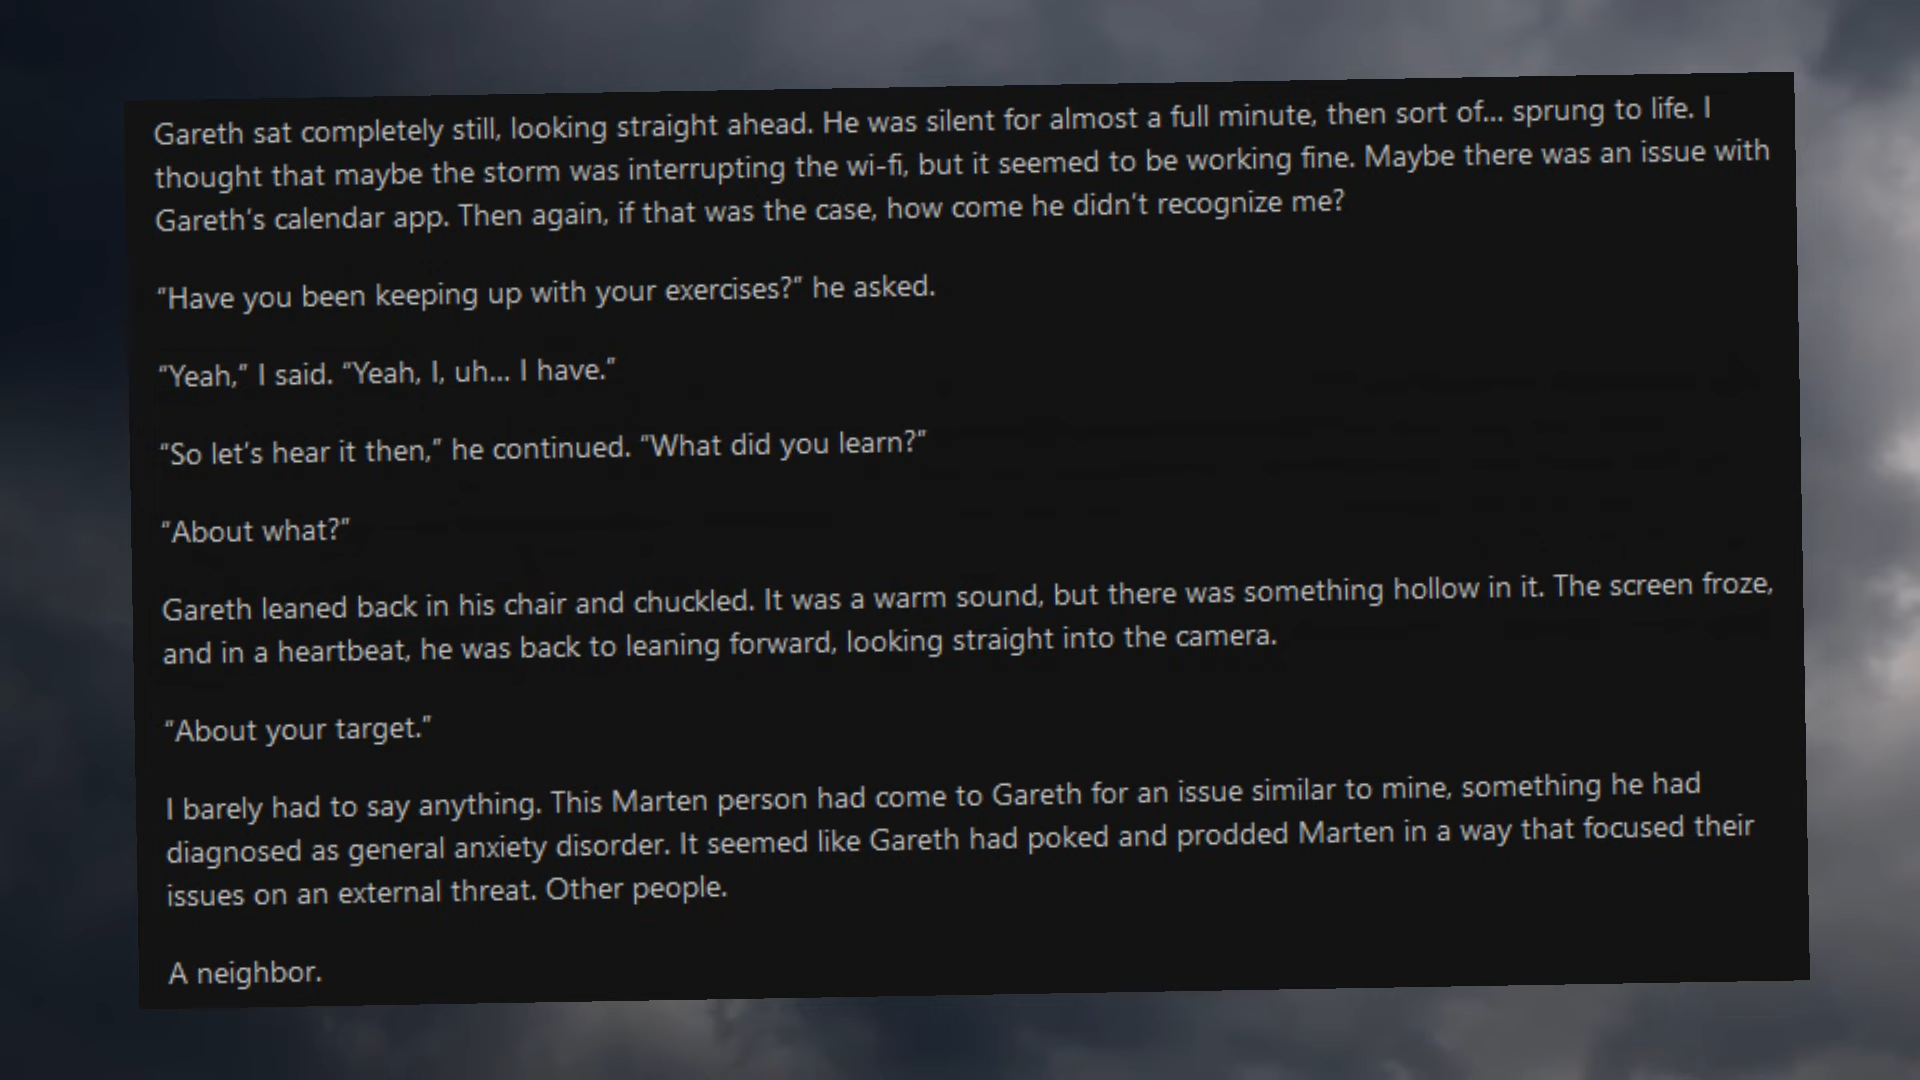 Gareth sat completely still, looking straight ahead. He was silent for almost a full minute, then sort of... sprung to life. I
thought that maybe the storm was interrupting the wi-fi, but it seemed to be working fine. Maybe there was an issue with
Gareth’s calendar app. Then again, if that was the case, how come he didn’t recognize me?
“Have you been keeping up with your exercises?” he asked.
“Yeah,” I said. “Yeah, I, uh... I have.”
“So let’s hear it then,” he continued. “What did you learn?”
“About what?”
Gareth leaned back in his chair and chuckled. It was a warm sound, but there was something hollow in it. The screen froze,
and in a heartbeat, he was back to leaning forward, looking straight into the camera.
“About your target.”
I barely had to say anything. This Marten person had come to Gareth for an issue similar to mine, something he had
diagnosed as general anxiety disorder. It seemed like Gareth had poked and prodded Marten in a way that focused their
issues on an external threat. Other people.
A neighbor.